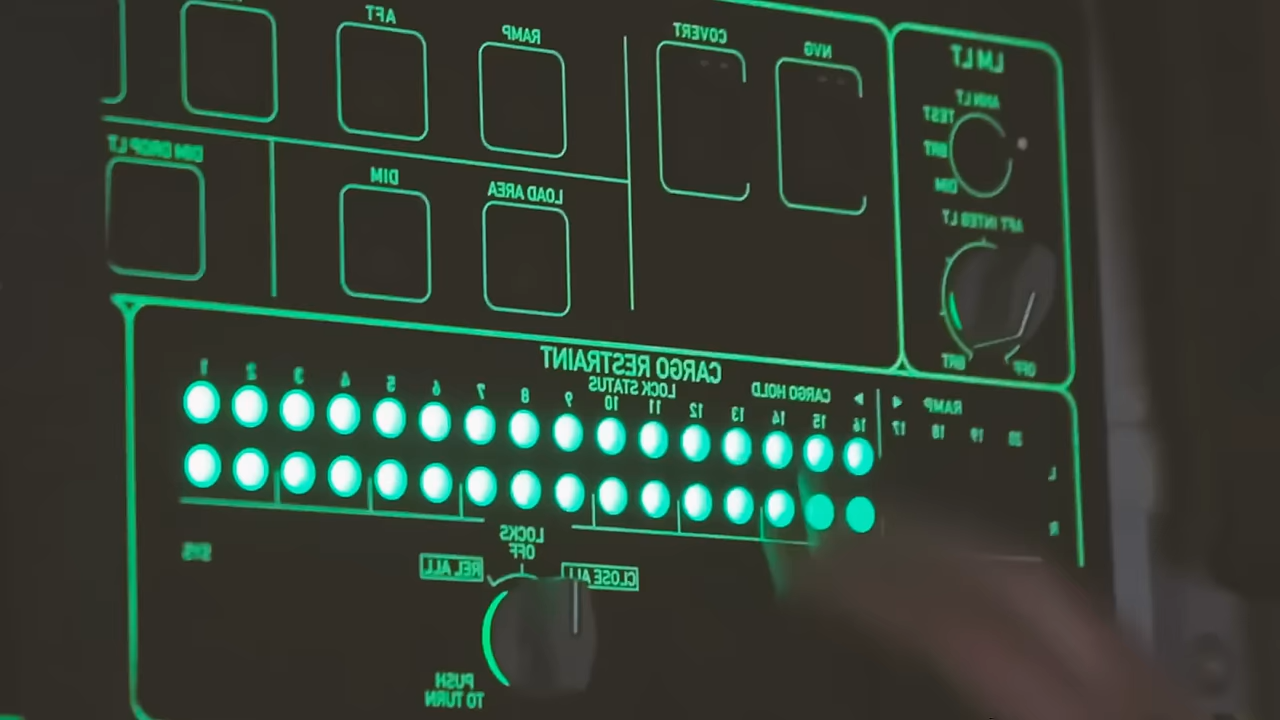 AFT
RAMP
COVERT
NVG
LM LT
ANN LT
TEST
BRT
DIM
AFT INTER LT
BRT
OFF
DIM DROP LT
DIM
LOAD AREA
CARGO RESTRAINT
LOCK STATUS
CARGO HOLD
RAMP
1 2 3 4 5 6 7 8 9 10 11 12 13 14 15 16 17 18 19 20
L
R
SYS
LOCKS
OFF
REL ALL
CLOSE ALL
PUSH
TO TURN